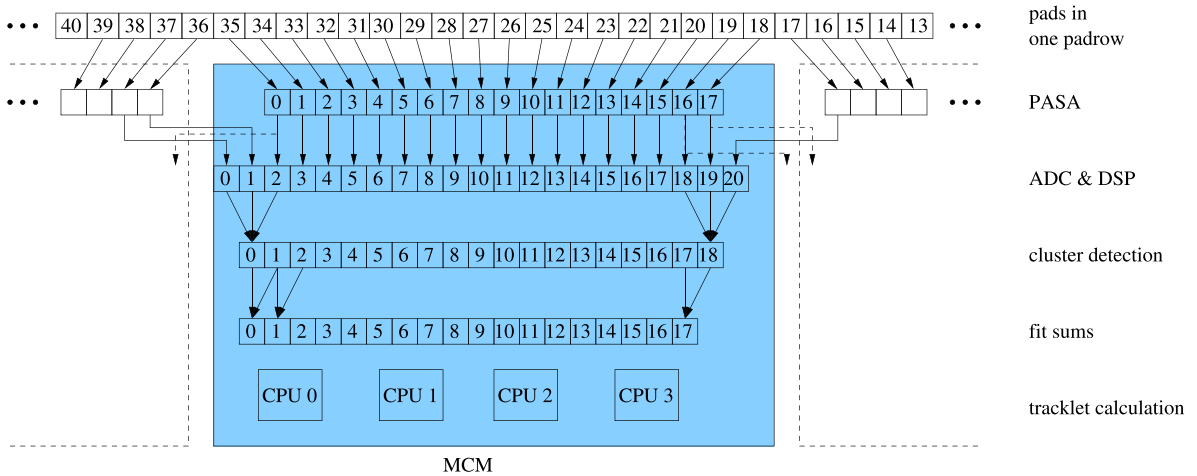 ••• 40 39 38 37 36 35 34 33 32 31 30 29 28 27 26 25 24 23 22 21 20 19 18 17 16 15 14 13 •••
pads in
one padrow
••• 0 1 2 3 4 5 6 7 8 9 10 11 12 13 14 15 16 17 ••• PASA
0 1 2 3 4 5 6 7 8 9 10 11 12 13 14 15 16 17 18 19 20 ADC & DSP
0 1 2 3 4 5 6 7 8 9 10 11 12 13 14 15 16 17 18 cluster detection
0 1 2 3 4 5 6 7 8 9 10 11 12 13 14 15 16 17 fit sums
CPU 0 CPU 1 CPU 2 CPU 3 tracklet calculation
MCM